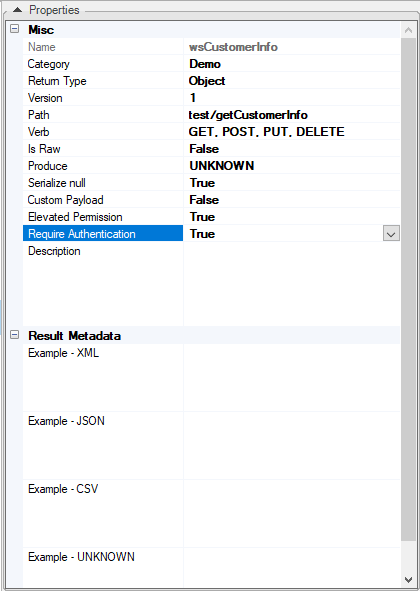 Properties
Misc
Name wsCustomerInfo
Category Demo
Return Type Object
Version 1
Path test/getCustomerInfo
Verb GET, POST, PUT, DELETE
Is Raw False
Produce UNKNOWN
Serialize null True
Custom Payload False
Elevated Permission True
Require Authentication True
Description
Result Metadata
Example - XML
Example - JSON
Example - CSV
Example - UNKNOWN